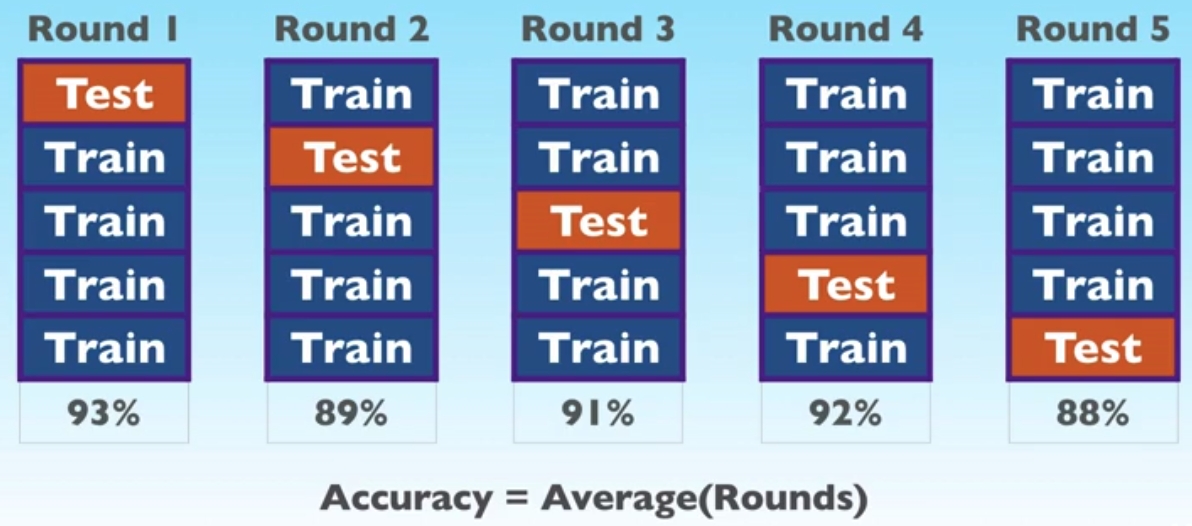 Round 1 Round 2 Round 3 Round 4 Round 5
Test Train Train Train Train
Train Test Train Train Train
Train Train Test Train Train
Train Train Train Test Train
Train Train Train Train Test
93% 89% 91% 92% 88%
Accuracy = Average(Rounds)